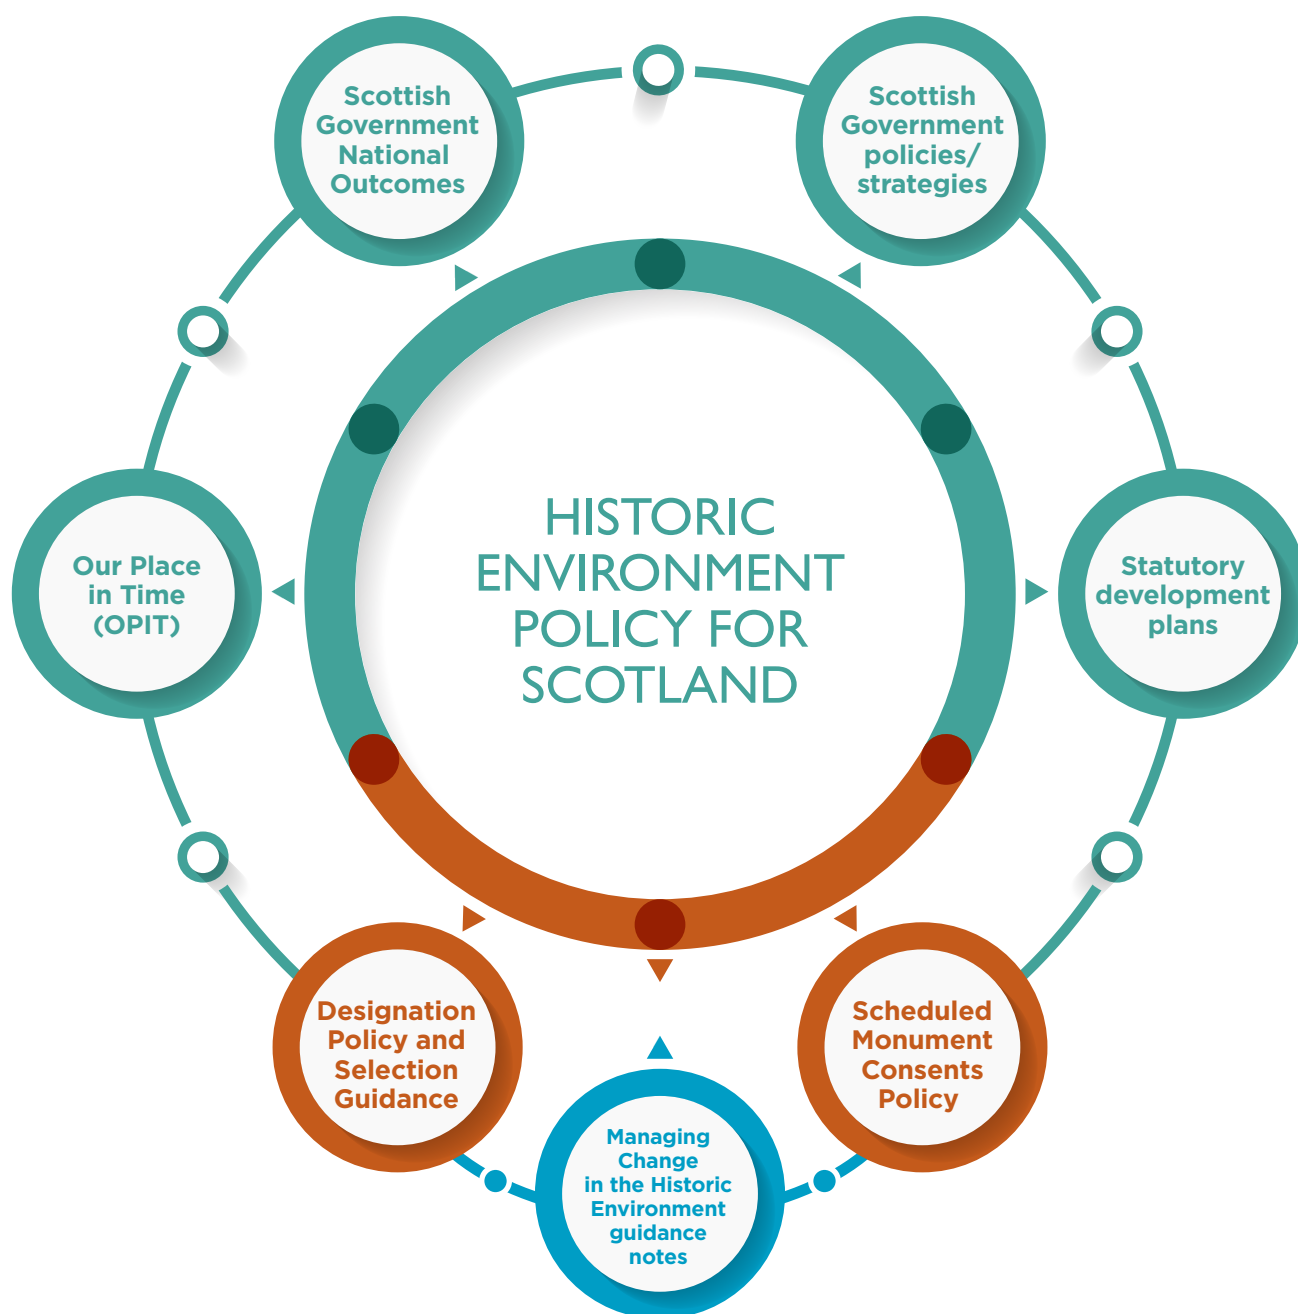 Scottish
Government
National
Outcomes
Scottish
Government
policies/
strategies
HISTORIC
ENVIRONMENT
POLICY FOR
SCOTLAND
Our Place
in Time
(OPIT)
Statutory
development
plans
Designation
Policy and
Selection
Guidance
Scheduled
Monument
Consents
Policy
Managing
Change
in the Historic
Environment
guidance
notes